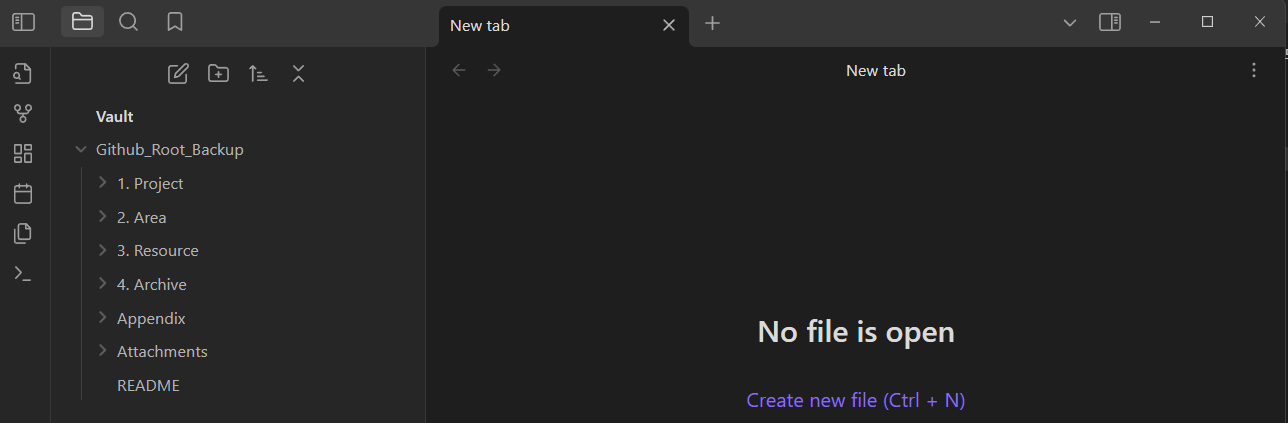 New tab
New tab
Vault
Github_Root_Backup
1. Project
2. Area
3. Resource
4. Archive
Appendix
Attachments
README
No file is open
Create new file (Ctrl + N)